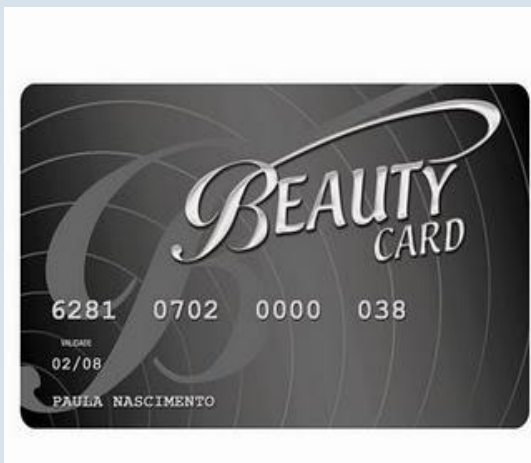 BEAUTY
CARD
6281 0702 0000 038
VALIDADE
02/08
PAULA NASCIMENTO